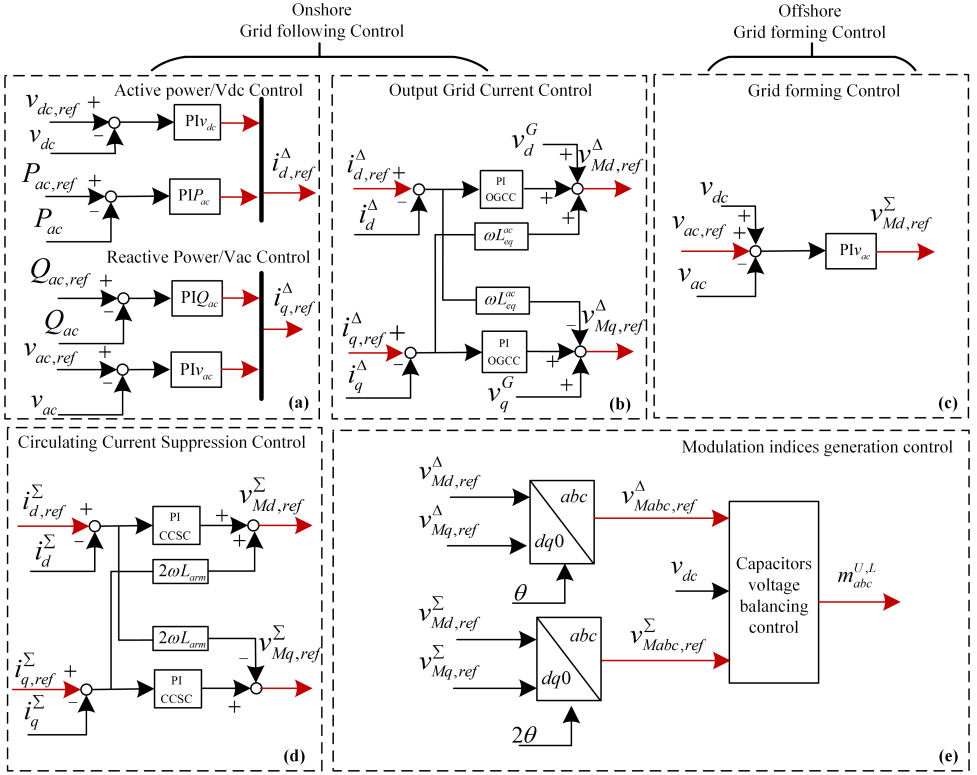 Onshore
Grid following Control
Offshore
Grid forming Control
Active power/Vdc Control
v_{dc,ref} + −
v_{dc}
PIv_{dc}
P_{ac,ref} + −
P_{ac}
PIP_{ac}
i^{Δ}_{d,ref}
Reactive Power/Vac Control
Q_{ac,ref} + −
Q_{ac}
PIQ_{ac}
i^{Δ}_{q,ref}
v_{ac,ref} + −
v_{ac}
PIv_{ac}
(a)
Output Grid Current Control
v^{G}_{d}
+
v^{Δ}_{Md,ref}
i^{Δ}_{d,ref} + −
i^{Δ}_{d}
PI
OGCC
+
+
ωL^{ac}_{eq}
ωL^{ac}_{eq}
v^{Δ}_{Mq,ref}
−
i^{Δ}_{q,ref} + −
i^{Δ}_{q}
PI
OGCC
+
+
v^{G}_{q}
(b)
Grid forming Control
v_{dc}
+
v_{ac,ref} + −
v_{ac}
PIv_{ac}
v^{Σ}_{Md,ref}
(c)
Circulating Current Suppression Control
i^{Σ}_{d,ref} + −
i^{Σ}_{d}
PI
CCSC
+
+
v^{Σ}_{Md,ref}
2ωL_{arm}
2ωL_{arm}
v^{Σ}_{Mq,ref}
−
i^{Σ}_{q,ref} + −
i^{Σ}_{q}
PI
CCSC
+
(d)
Modulation indices generation control
v^{Δ}_{Md,ref}
v^{Δ}_{Mq,ref}
abc
dq0
θ
v^{Δ}_{Mabc,ref}
v^{Σ}_{Md,ref}
v^{Σ}_{Mq,ref}
abc
dq0
2θ
v^{Σ}_{Mabc,ref}
v_{dc}
Capacitors
voltage
balancing
control
m^{U,L}_{abc}
(e)